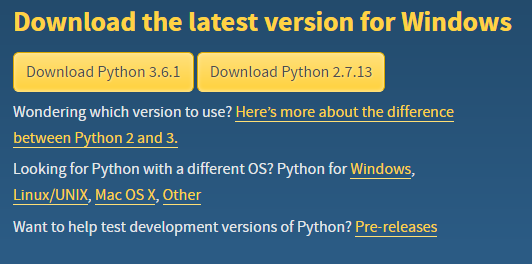 Download the latest version for Windows
Download Python 3.6.1 Download Python 2.7.13
Wondering which version to use? Here's more about the difference
between Python 2 and 3.
Looking for Python with a different OS? Python for Windows,
Linux/UNIX, Mac OS X, Other
Want to help test development versions of Python? Pre-releases